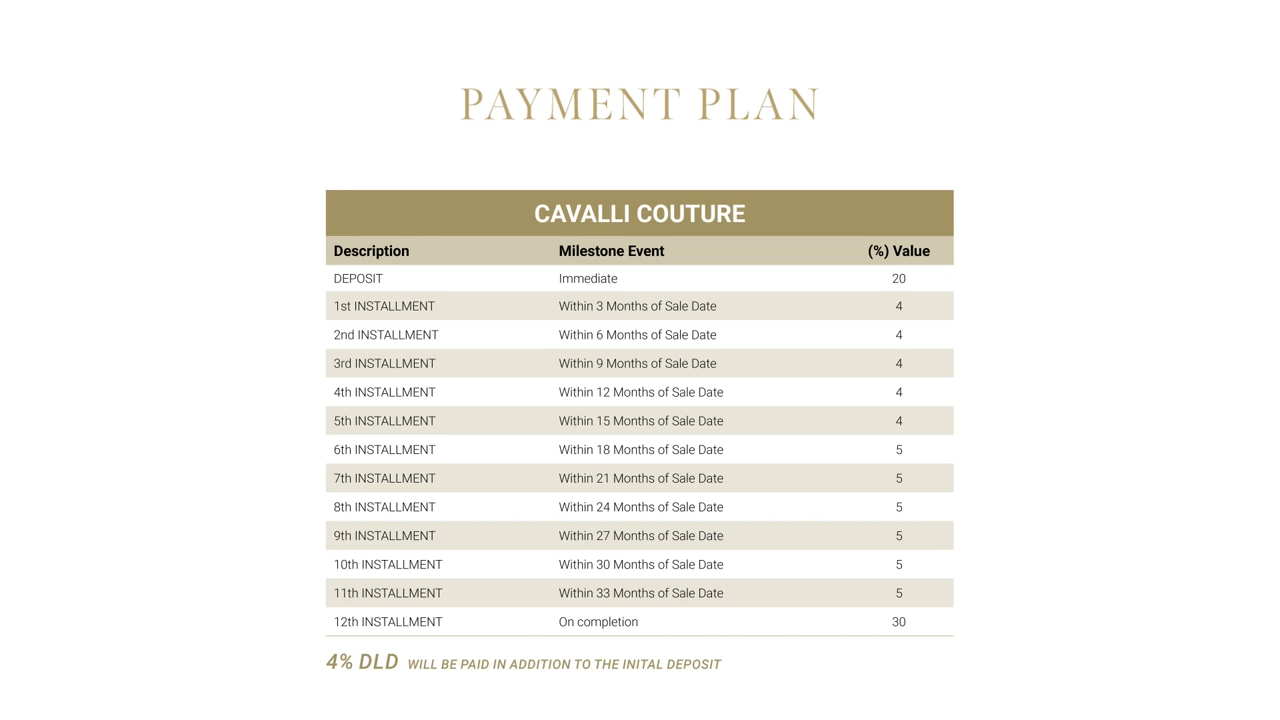 PAYMENT PLAN
CAVALLI COUTURE
Description Milestone Event (%) Value
DEPOSIT Immediate 20
1st INSTALLMENT Within 3 Months of Sale Date 4
2nd INSTALLMENT Within 6 Months of Sale Date 4
3rd INSTALLMENT Within 9 Months of Sale Date 4
4th INSTALLMENT Within 12 Months of Sale Date 4
5th INSTALLMENT Within 15 Months of Sale Date 4
6th INSTALLMENT Within 18 Months of Sale Date 5
7th INSTALLMENT Within 21 Months of Sale Date 5
8th INSTALLMENT Within 24 Months of Sale Date 5
9th INSTALLMENT Within 27 Months of Sale Date 5
10th INSTALLMENT Within 30 Months of Sale Date 5
11th INSTALLMENT Within 33 Months of Sale Date 5
12th INSTALLMENT On completion 30
4% DLD WILL BE PAID IN ADDITION TO THE INITAL DEPOSIT